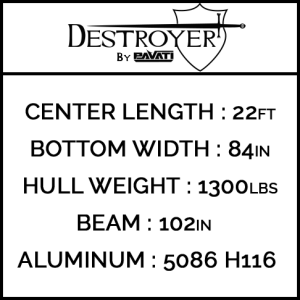 DESTROYER
BY PAVATI
CENTER LENGTH : 22FT
BOTTOM WIDTH : 84IN
HULL WEIGHT : 1300LBS
BEAM : 102IN
ALUMINUM : 5086 H116